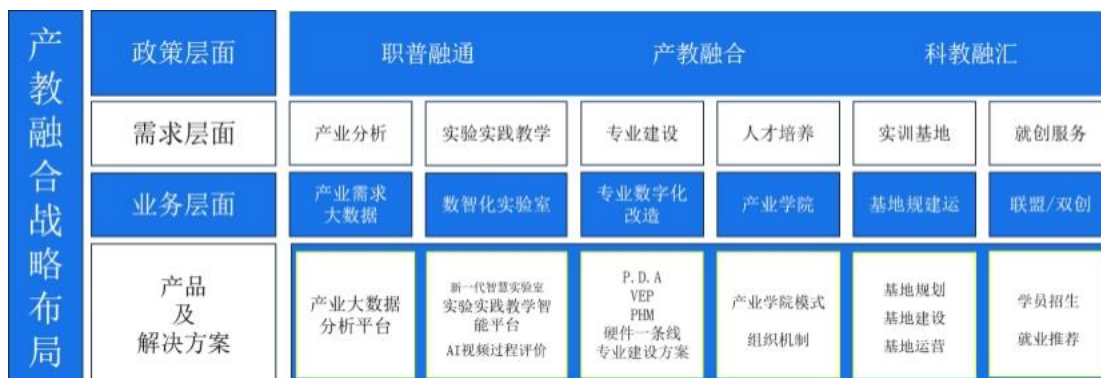 产教融合战略布局
政策层面
职普融通
产教融合
科教融汇
需求层面
产业分析
实验实践教学
专业建设
人才培养
实训基地
就创服务
业务层面
产业需求
大数据
数智化实验室
专业数字化
改造
产业学院
基地规建运
联盟/双创
产品
及
解决方案
产业大数据
分析平台
新一代智慧实验室
实验实践教学智
能平台
AI视频过程评价
P.D.A
VEP
PHM
硬件一条线
专业建设方案
产业学院模式
组织机制
基地规划
基地建设
基地运营
学员招生
就业推荐